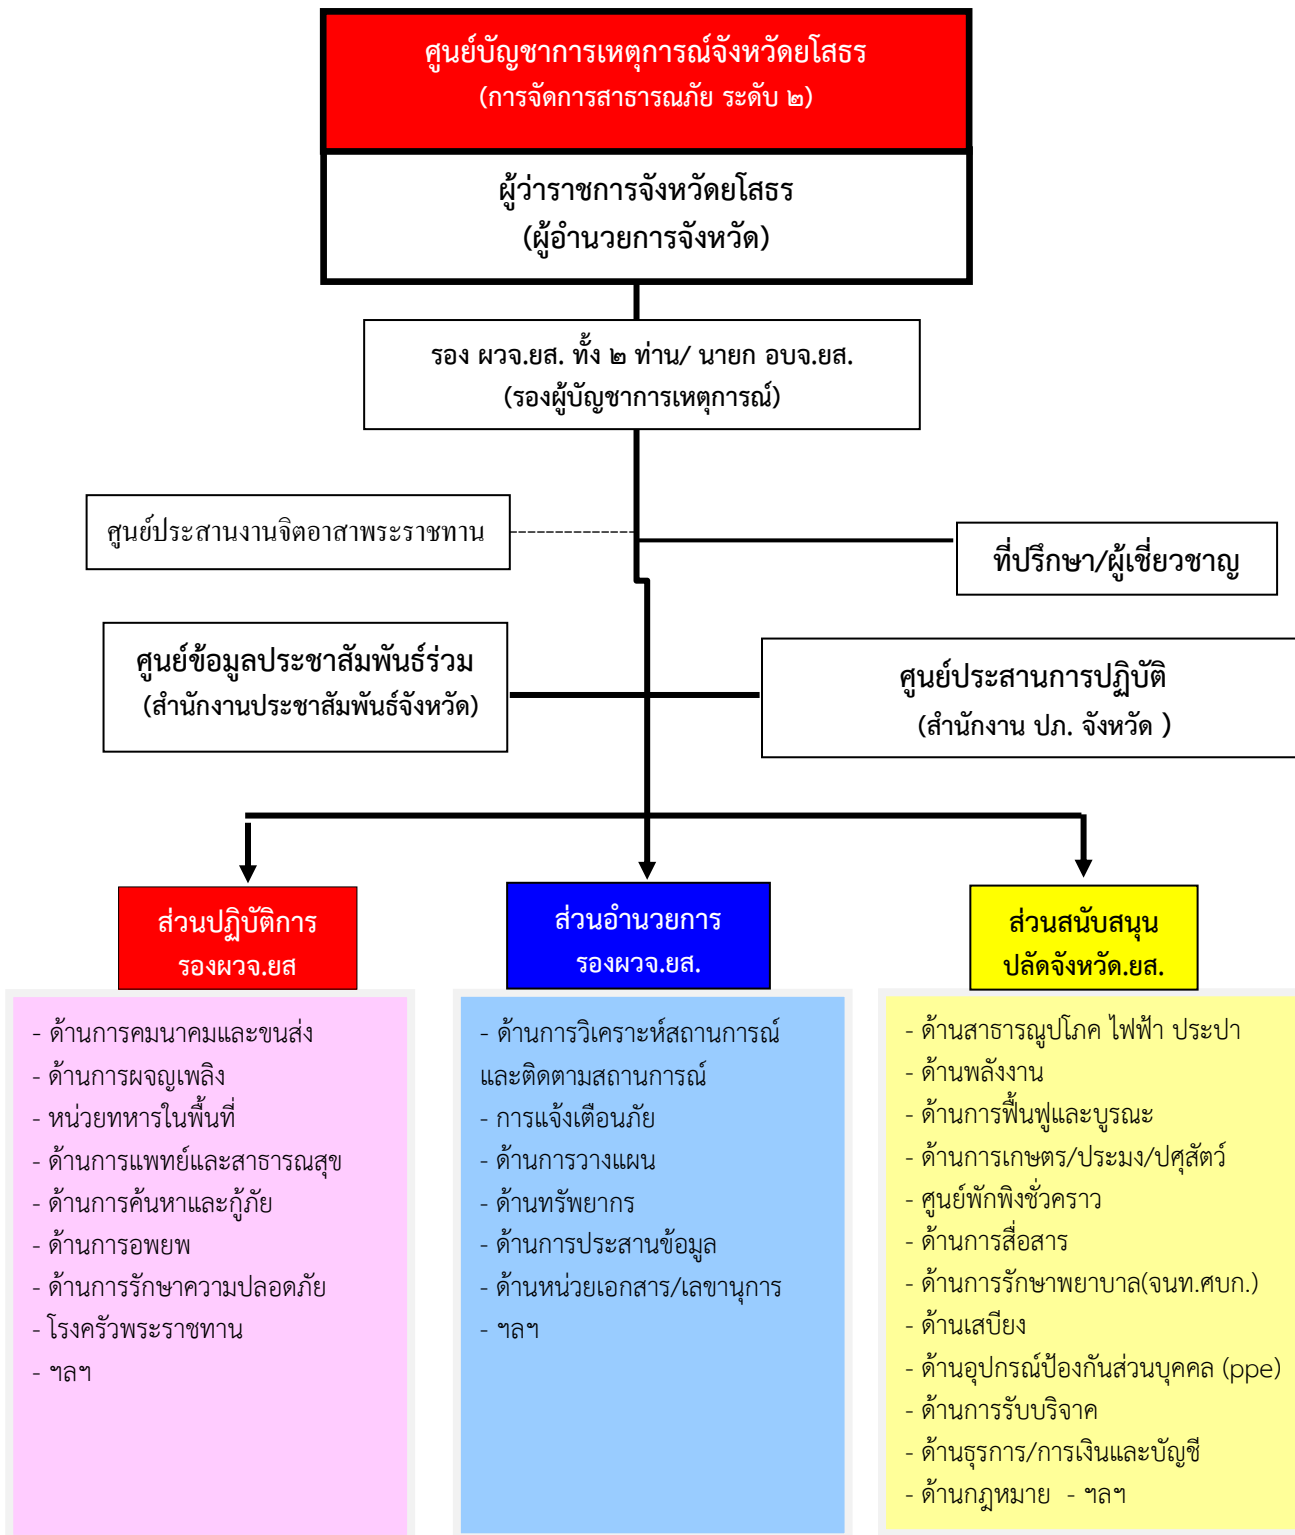 ศูนย์บัญชาการเหตุการณ์จังหวัดยโสธร
(การจัดการสาธารณภัย ระดับ ๒)
ผู้ว่าราชการจังหวัดยโสธร
(ผู้อำนวยการจังหวัด)
รอง ผวจ.ยส. ทั้ง ๒ ท่าน/ นายก อบจ.ยส.
(รองผู้บัญชาการเหตุการณ์)
ศูนย์ประสานงานจิตอาสาพระราชทาน
ที่ปรึกษา/ผู้เชี่ยวชาญ
ศูนย์ข้อมูลประชาสัมพันธ์ร่วม
(สำนักงานประชาสัมพันธ์จังหวัด)
ศูนย์ประสานการปฏิบัติ
(สำนักงาน ปภ. จังหวัด )
ส่วนปฏิบัติการ
รองผวจ.ยส
- ด้านการคมนาคมและขนส่ง
- ด้านการผจญเพลิง
- หน่วยทหารในพื้นที่
- ด้านการแพทย์และสาธารณสุข
- ด้านการค้นหาและกู้ภัย
- ด้านการอพยพ
- ด้านการรักษาความปลอดภัย
- โรงครัวพระราชทาน
- ฯลฯ
ส่วนอำนวยการ
รองผวจ.ยส.
- ด้านการวิเคราะห์สถานการณ์
และติดตามสถานการณ์
- การแจ้งเตือนภัย
- ด้านการวางแผน
- ด้านทรัพยากร
- ด้านการประสานข้อมูล
- ด้านหน่วยเอกสาร/เลขานุการ
- ฯลฯ
ส่วนสนับสนุน
ปลัดจังหวัด.ยส.
- ด้านสาธารณูปโภค ไฟฟ้า ประปา
- ด้านพลังงาน
- ด้านการฟื้นฟูและบูรณะ
- ด้านการเกษตร/ประมง/ปศุสัตว์
- ศูนย์พักพิงชั่วคราว
- ด้านการสื่อสาร
- ด้านการรักษาพยาบาล(จนท.ศบก.)
- ด้านเสบียง
- ด้านอุปกรณ์ป้องกันส่วนบุคคล (ppe)
- ด้านการรับบริจาค
- ด้านธุรการ/การเงินและบัญชี
- ด้านกฎหมาย - ฯลฯ